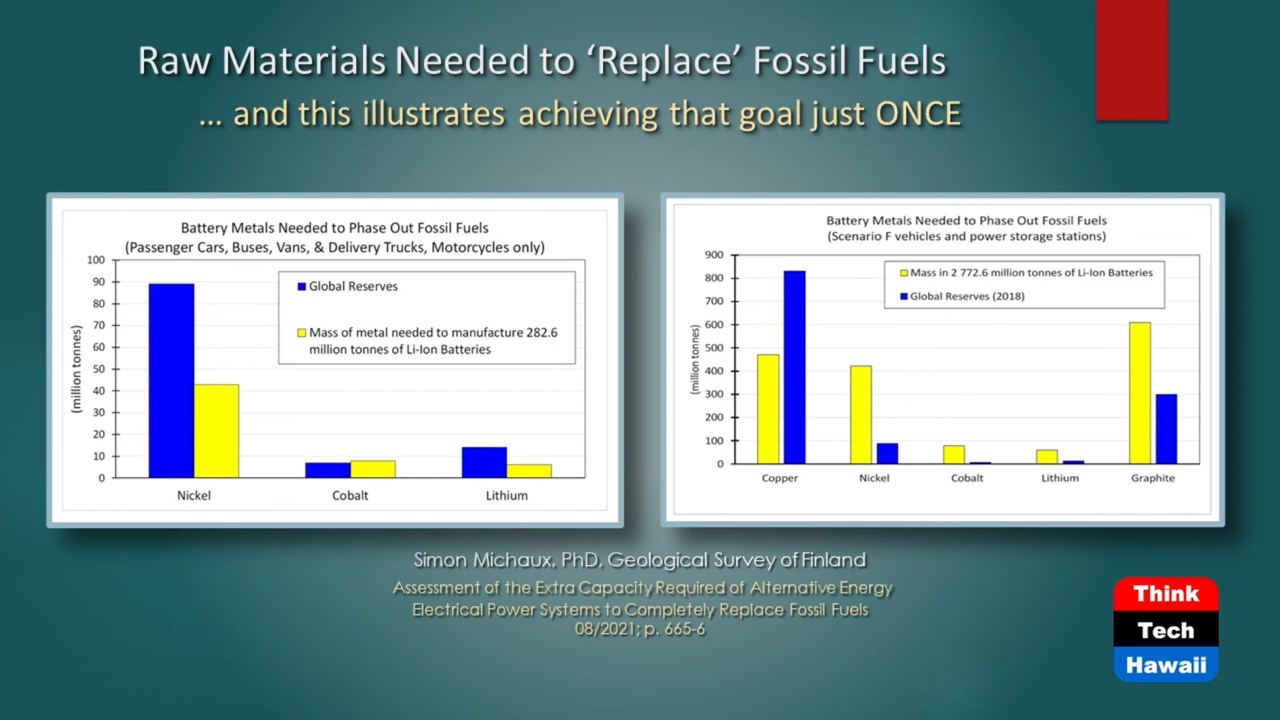 Raw Materials Needed to ‘Replace’ Fossil Fuels
... and this illustrates achieving that goal just ONCE
Battery Metals Needed to Phase Out Fossil Fuels
(Passenger Cars, Buses, Vans, & Delivery Trucks, Motorcycles only)
(million tonnes)
100
90
80
70
60
50
40
30
20
10
0
Global Reserves
Mass of metal needed to manufacture 282.6
million tonnes of Li-Ion Batteries
Nickel
Cobalt
Lithium
Battery Metals Needed to Phase Out Fossil Fuels
(Scenario F vehicles and power storage stations)
(million tonnes)
900
800
700
600
500
400
300
200
100
0
Mass in 2 772.6 million tonnes of Li-Ion Batteries
Global Reserves (2018)
Copper
Nickel
Cobalt
Lithium
Graphite
Simon Michaux, PhD, Geological Survey of Finland
Assessment of the Extra Capacity Required of Alternative Energy
Electrical Power Systems to Completely Replace Fossil Fuels
08/2021; p. 665-6
Think
Tech
Hawaii